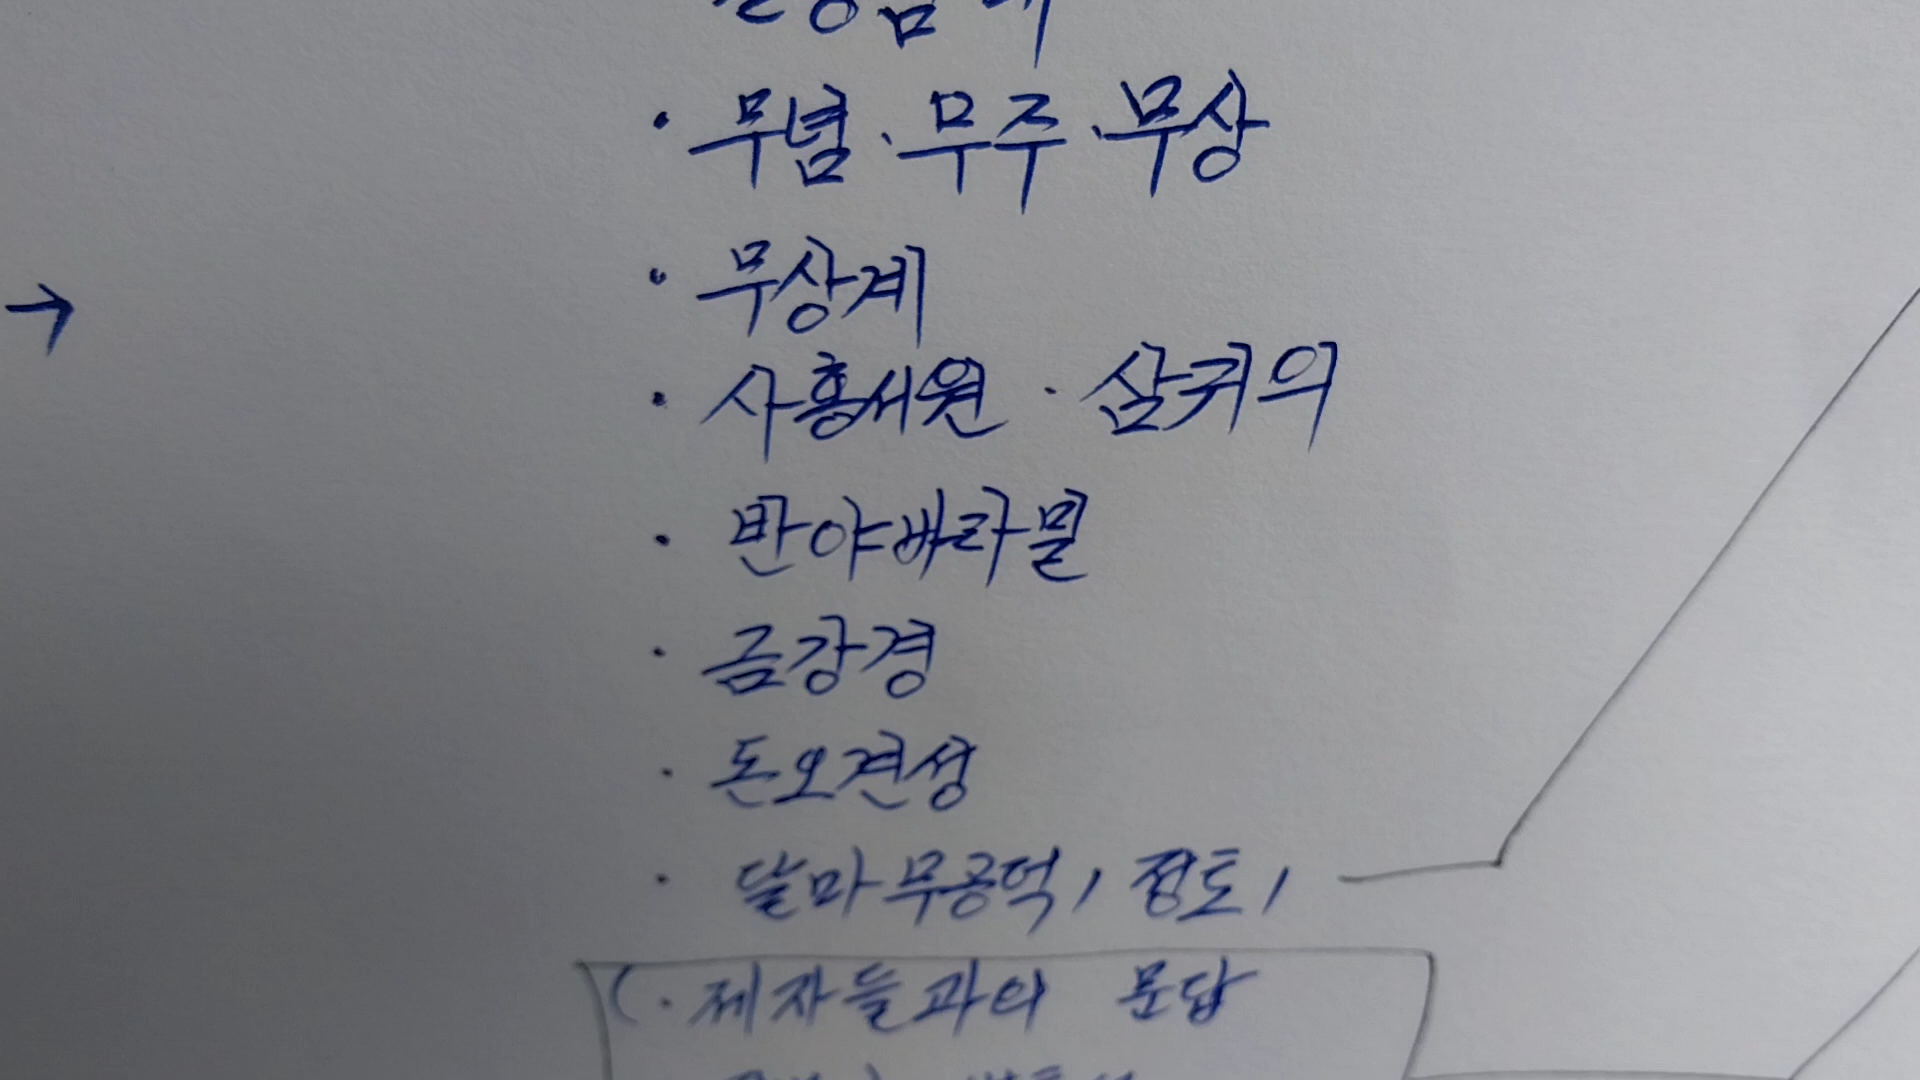 · 무념 · 무주 · 무상
· 무상계
→
· 사홍서원 · 삼귀의
· 반야바라밀
· 금강경
· 돈오견성
· 달마 무공덕, 정토,
(· 제자들과의 문답